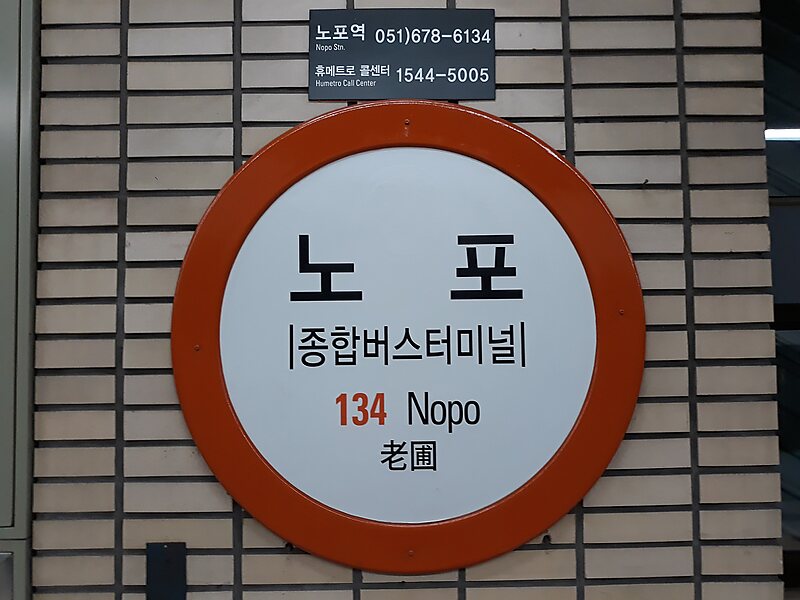 노포역 051)678-6134
Nopo Stn.
휴메트로 콜센터 1544-5005
Humetro Call Center
노 포
|종합버스터미널|
134 Nopo
老圃